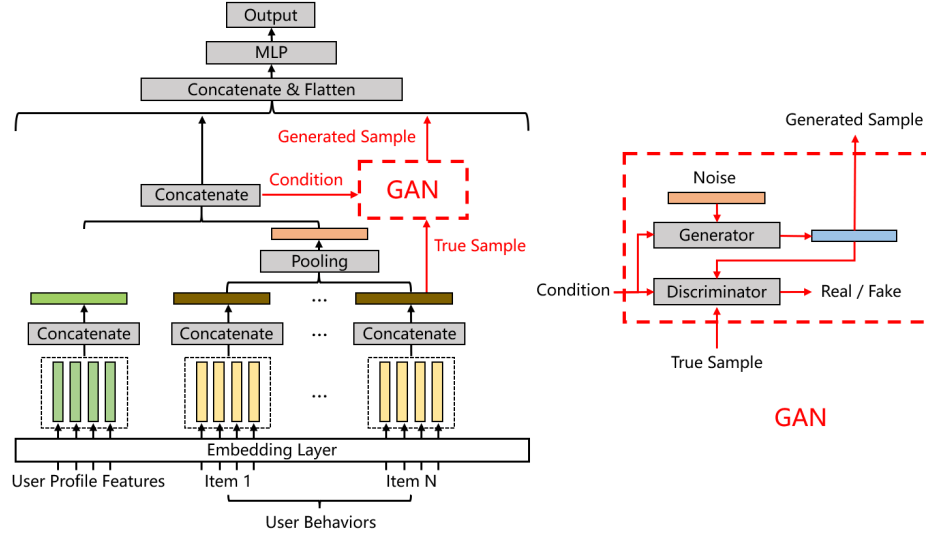 Output
MLP
Concatenate & Flatten
Generated Sample
Condition
GAN
Concatenate
True Sample
Pooling
...
Concatenate
Concatenate
...
Concatenate
...
Embedding Layer
User Profile Features
Item 1
Item N
User Behaviors
Generated Sample
Noise
Generator
Condition
Discriminator
Real / Fake
True Sample
GAN